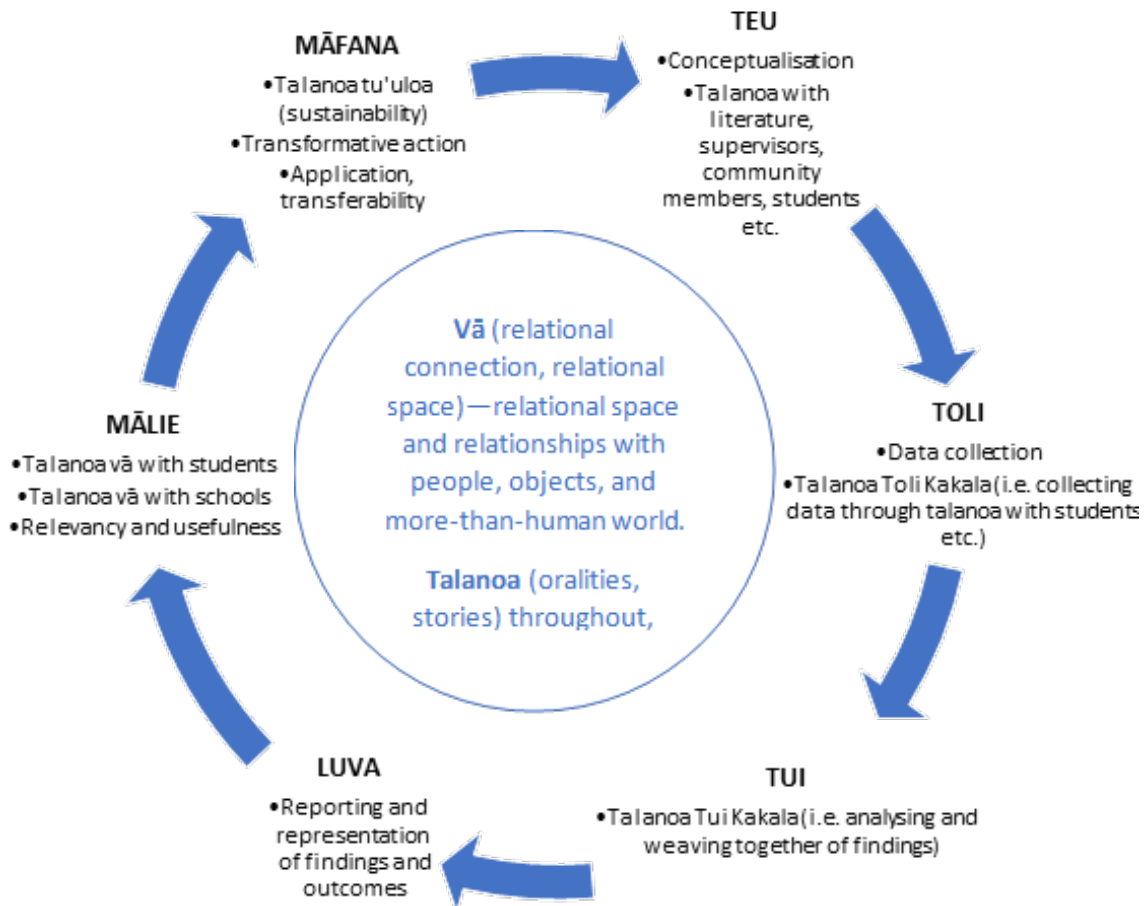 MĀFANA
•Talanoa tu'uloa
(sustainability)
•Transformative action
•Application,
transferability
TEU
•Conceptualisation
•Talanoa with
literature,
supervisors,
community
members, students
etc.
TOLI
•Data collection
•Talanoa Toli Kakala(i.e. collecting
data through talanoa with students
etc.)
TUI
•Talanoa Tui Kakala(i.e. analysing and
weaving together of findings)
LUVA
•Reporting and
representation
of findings and
outcomes
MĀLIE
•Talanoa vā with students
•Talanoa vā with schools
•Relevancy and usefulness
Vā (relational
connection, relational
space)—relational space
and relationships with
people, objects, and
more-than-human world.
Talanoa (oralities,
stories) throughout,